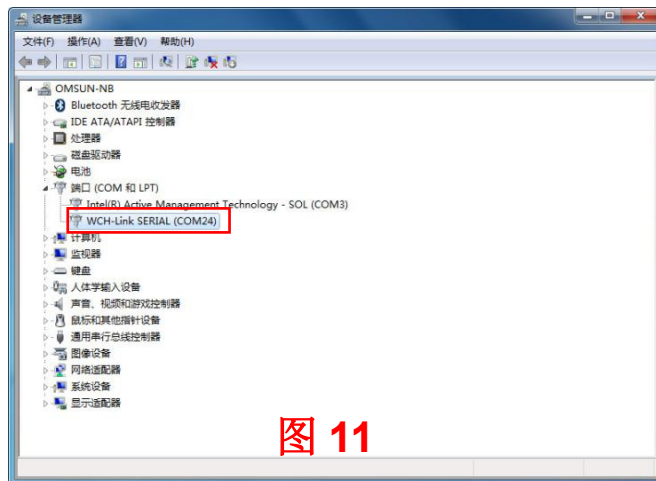 设备管理器
文件(F) 操作(A) 查看(V) 帮助(H)
OMSUN-NB
Bluetooth 无线电收发器
IDE ATA/ATAPI 控制器
处理器
磁盘驱动器
电池
端口 (COM 和 LPT)
Intel(R) Active Management Technology - SOL (COM3)
WCH-Link SERIAL (COM24)
计算机
监视器
键盘
人体学输入设备
声音、视频和游戏控制器
鼠标和其他指针设备
通用串行总线控制器
图像设备
网络适配器
系统设备
显示适配器
图 11